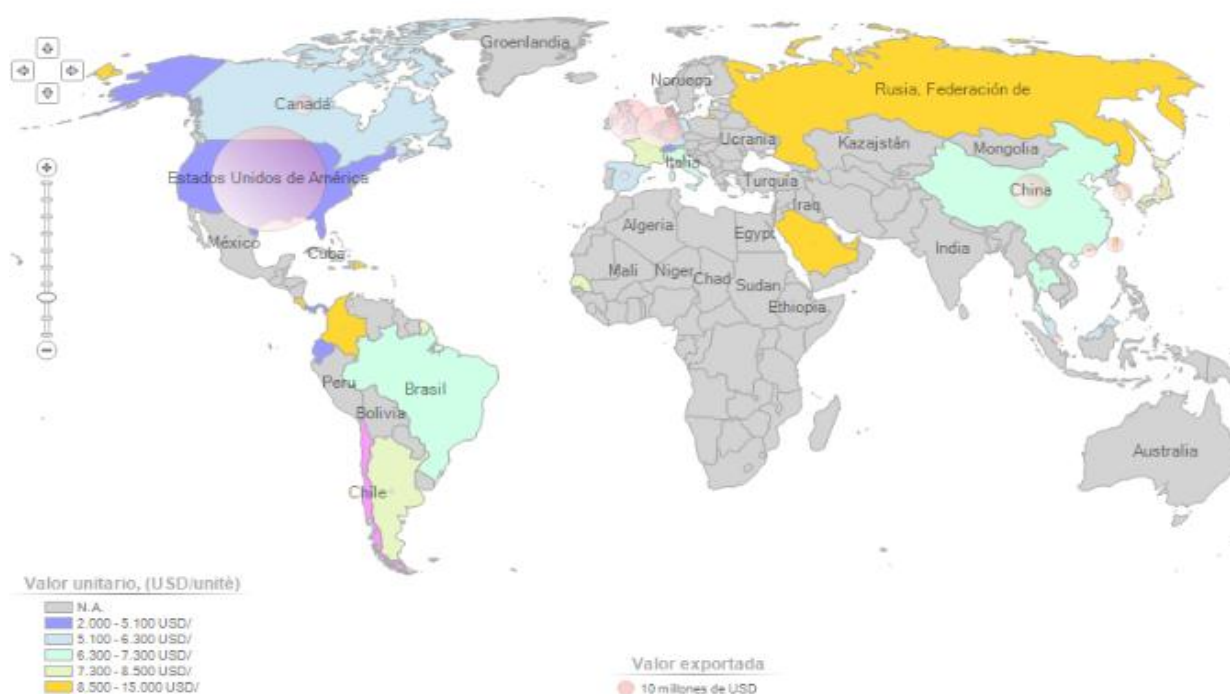 Groenlandia
Noruega
Rusia, Federación de
Canadá
Ucrania
Kazajstán
Mongolia
Italia
Estados Unidos de América
Turquía
China
Iraq
México
Cuba
Algeria
Egypt
India
Mali
Niger
Chad
Sudan
Ethiopia
Peru
Brasil
Bolivia
Australia
Chile
Valor unitario, (USD/unité)
N.A.
2.000 - 5.100 USD/
5.100 - 6.300 USD/
6.300 - 7.300 USD/
7.300 - 8.500 USD/
8.500 - 15.000 USD/
Valor exportada
10 millones de USD